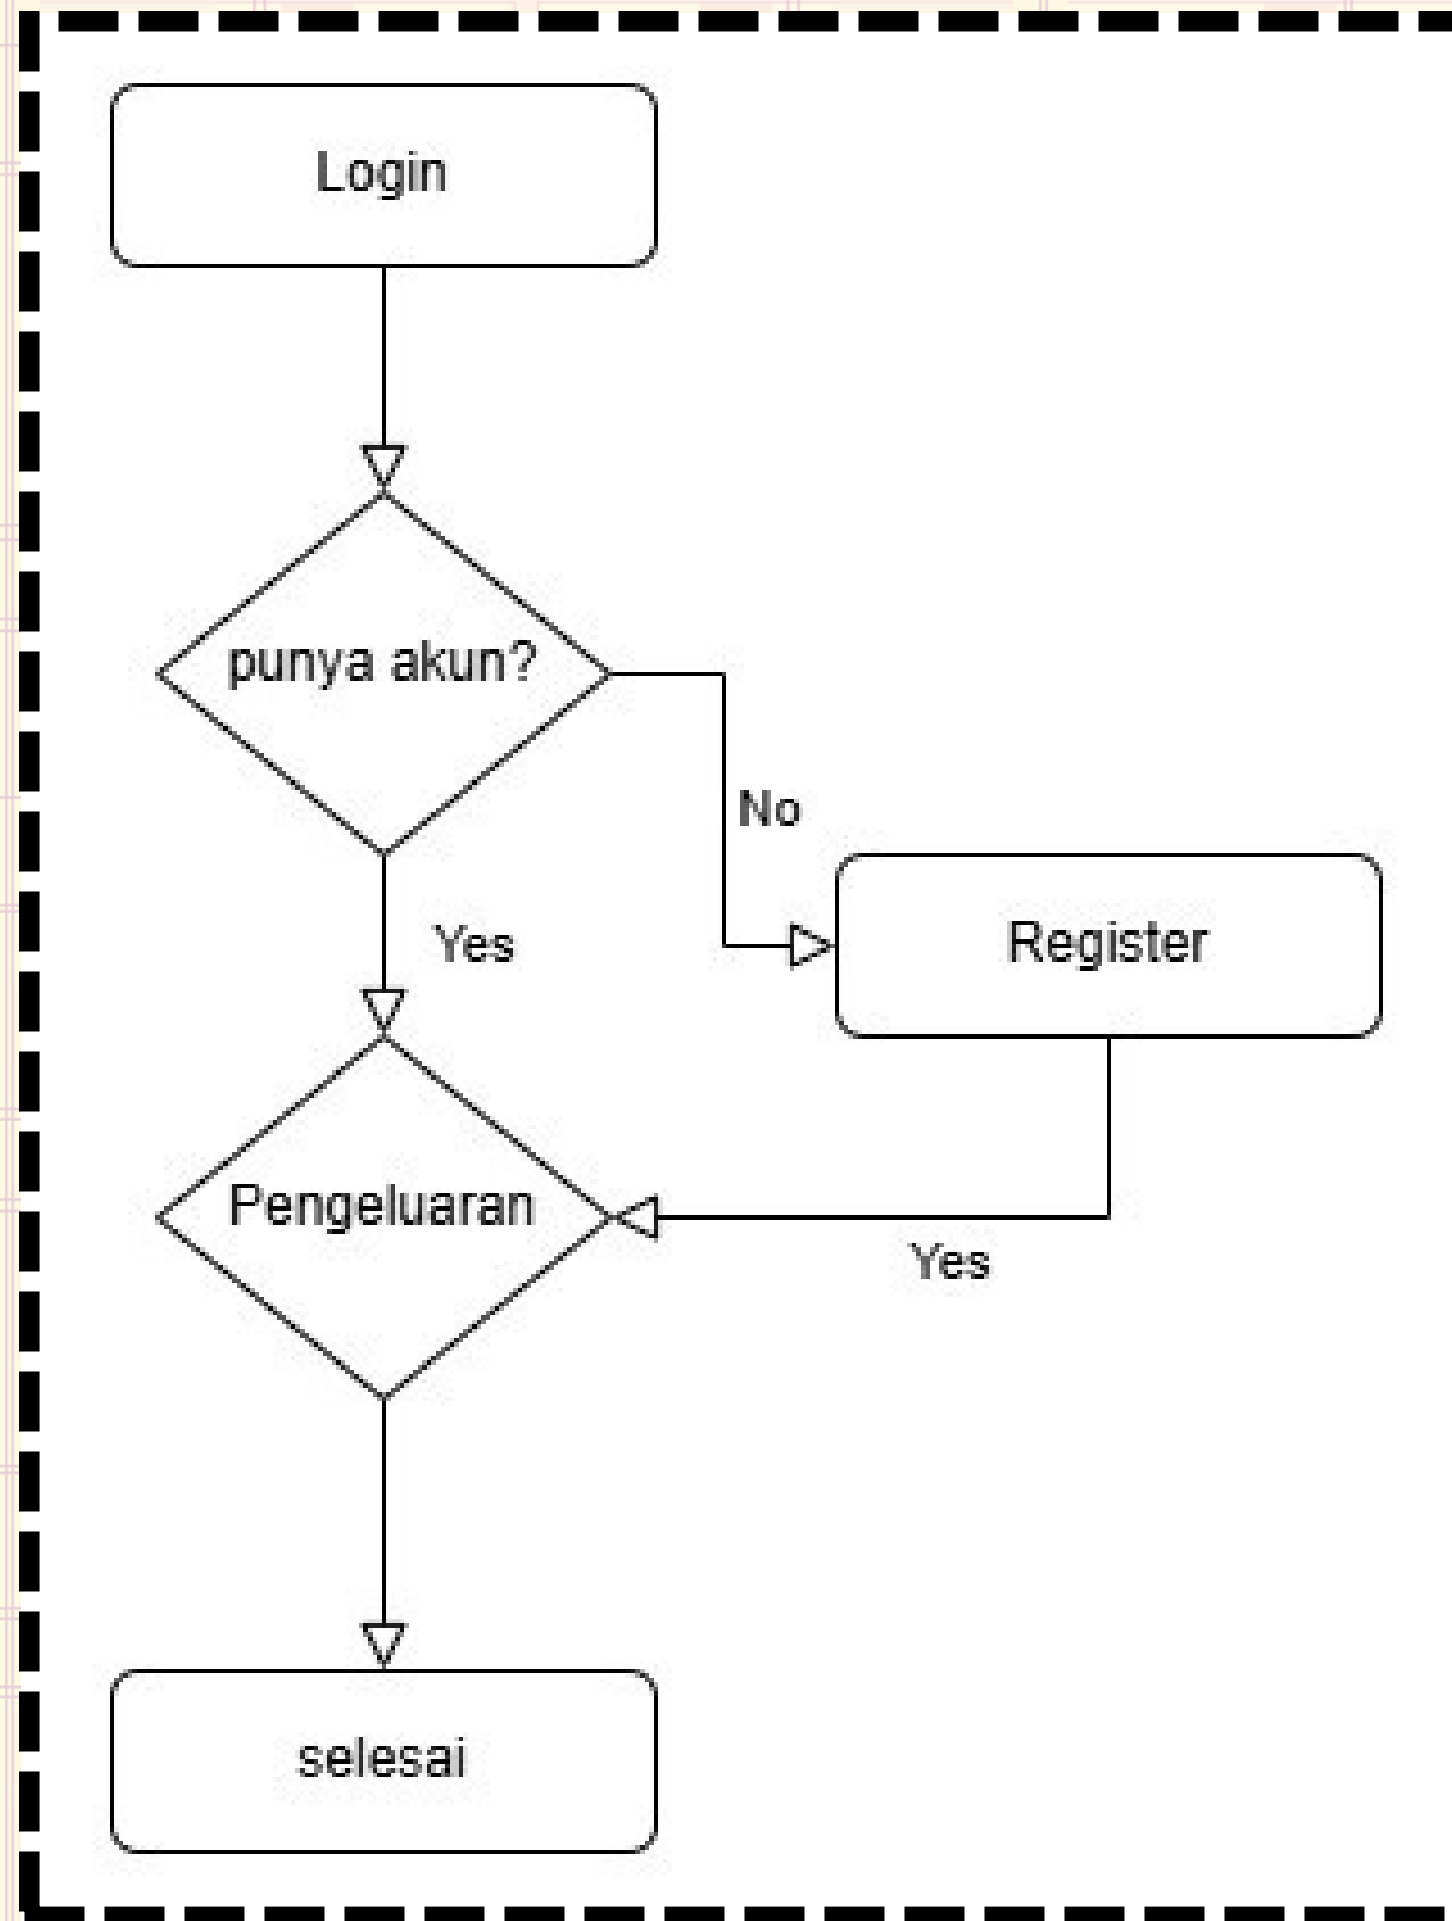 Login
punya akun?
No
Yes
Register
Pengeluaran
Yes
selesai